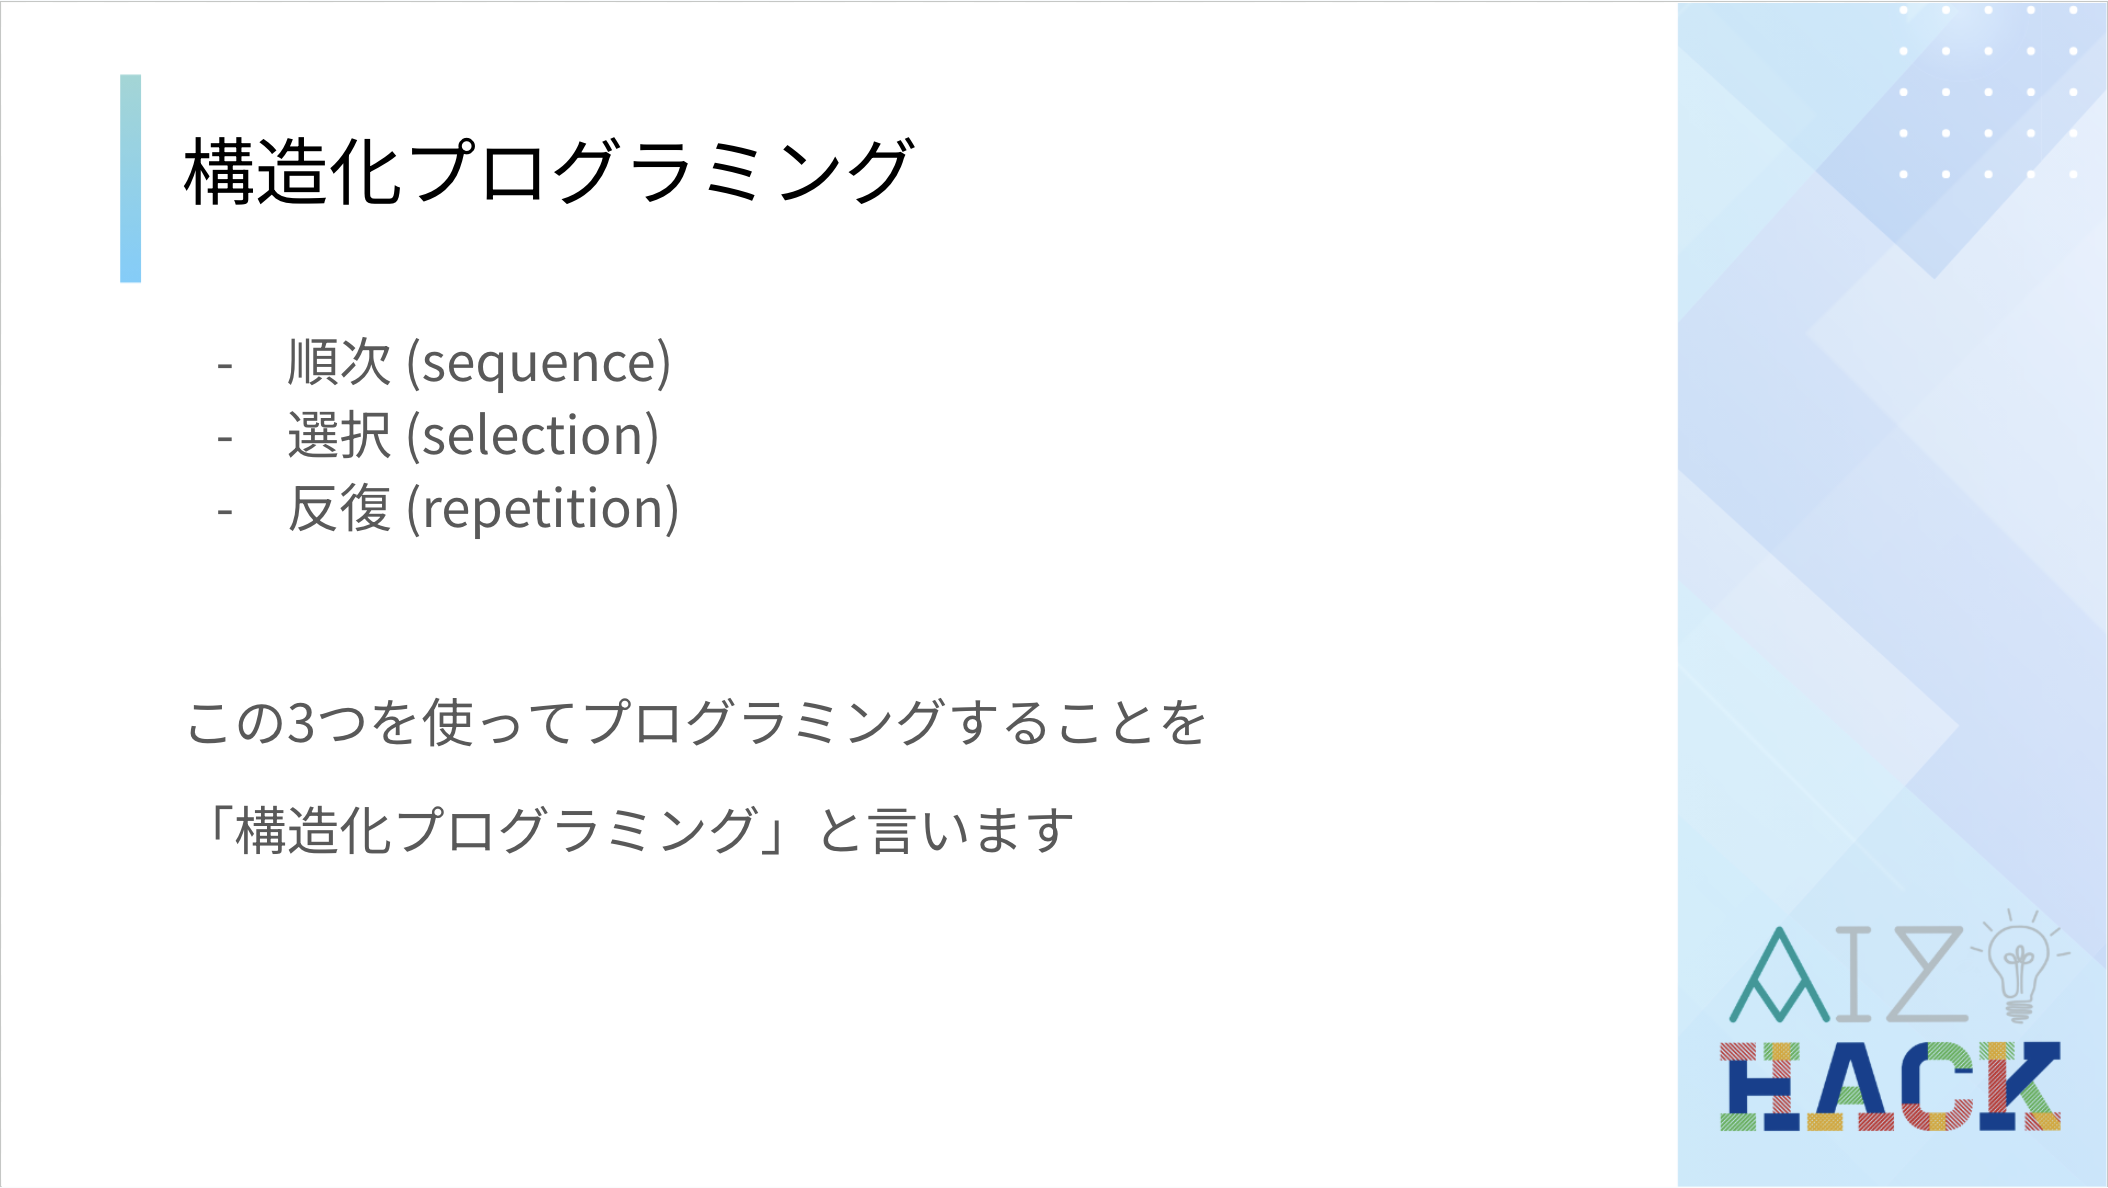 構造化プログラミング
- 順次 (sequence)
- 選択 (selection)
- 反復 (repetition)
この3つを使ってプログラミングすることを
「構造化プログラミング」と言います
AIZ
HACK